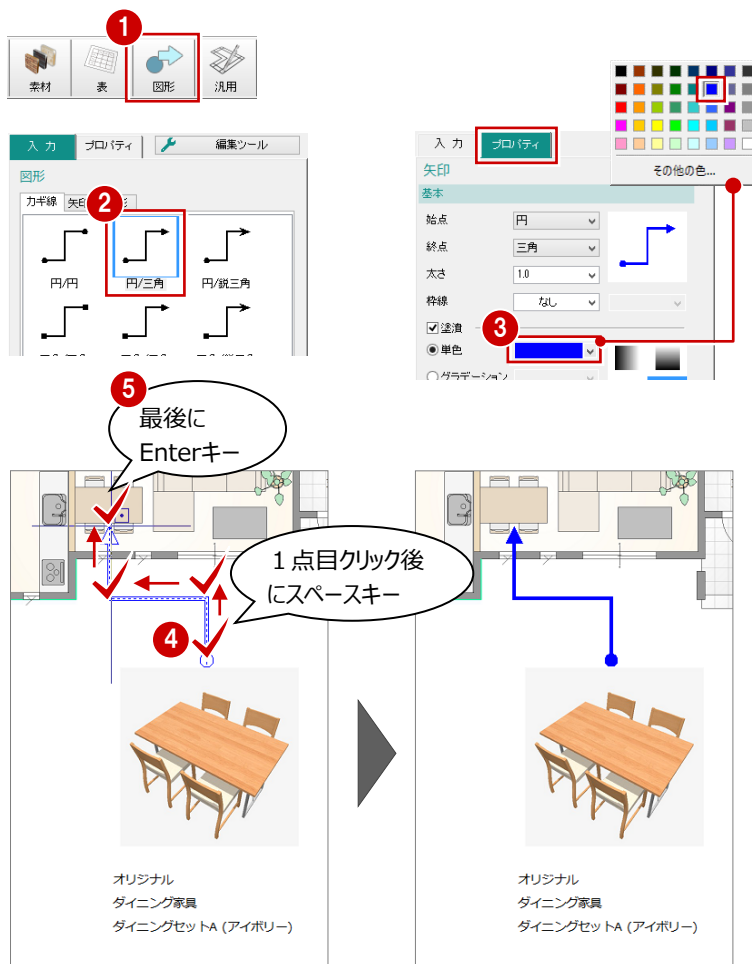 1
素材
表
図形
汎用
入 力
プロパティ
編集ツール
図形
カギ線
2
円/円
円/三角
円/鋭三角
入 力
プロパティ
その他の色...
矢印
基本
始点
円
終点
三角
太さ
1.0
枠線
なし
塗潰
3
単色
グラデーション
5
最後に
Enterキー
1点目クリック後
にスペースキー
4
オリジナル
ダイニング家具
ダイニングセットA (アイボリー)
オリジナル
ダイニング家具
ダイニングセットA (アイボリー)